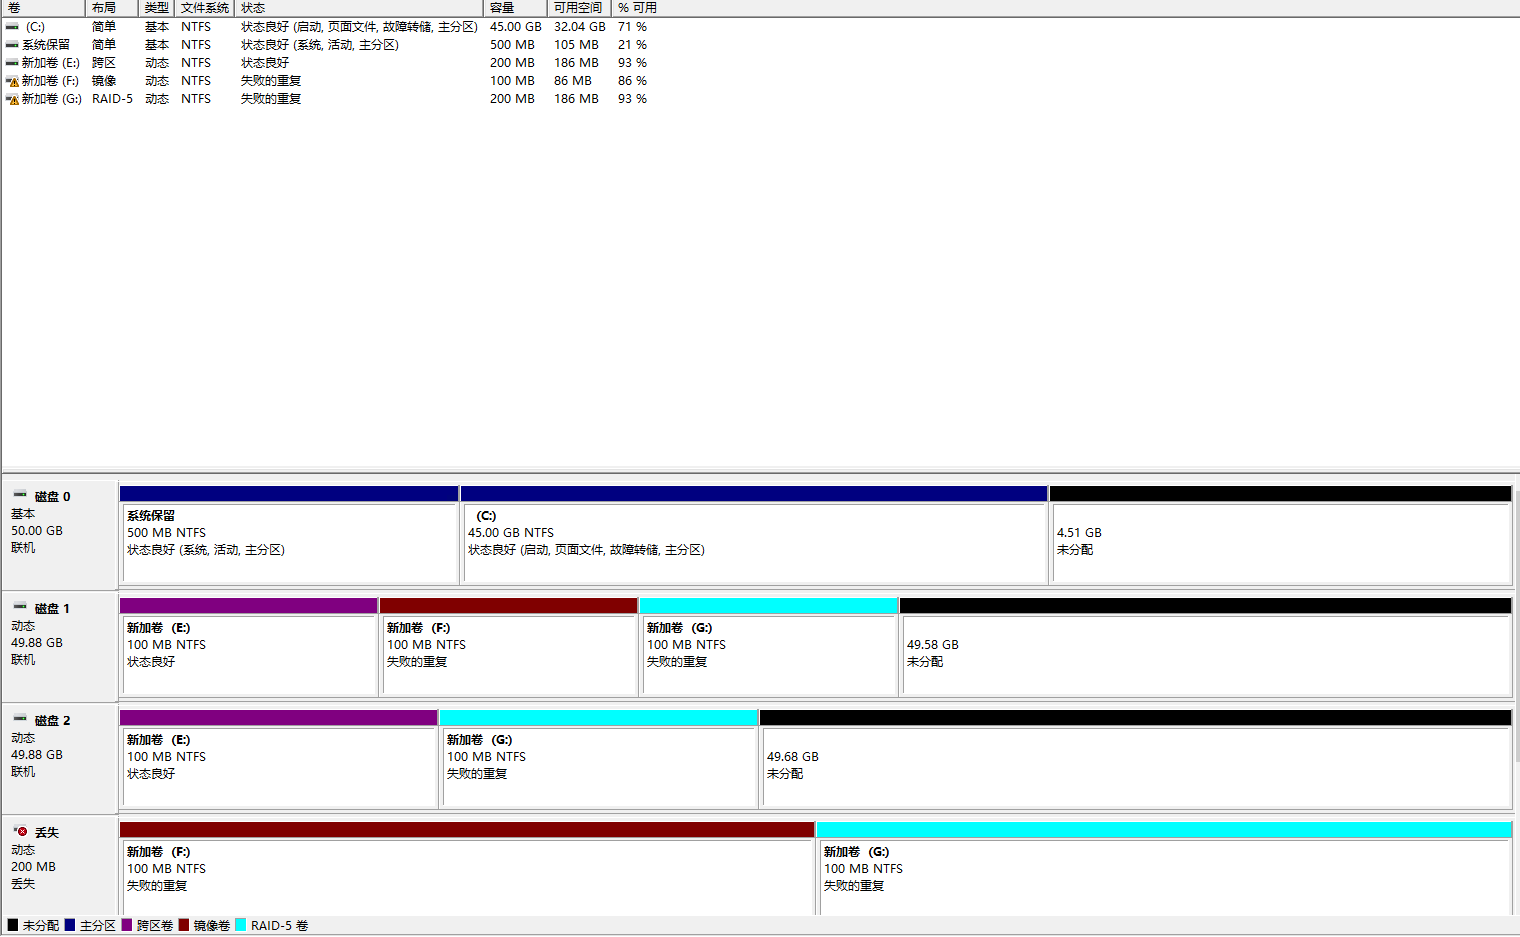 卷 布局 类型 文件系统 状态 容量 可用空间 % 可用
(C:) 简单 基本 NTFS 状态良好 (启动, 页面文件, 故障转储, 主分区) 45.00 GB 32.04 GB 71 %
系统保留 简单 基本 NTFS 状态良好 (系统, 活动, 主分区) 500 MB 105 MB 21 %
新加卷 (E:) 跨区 动态 NTFS 状态良好 200 MB 186 MB 93 %
新加卷 (F:) 镜像 动态 NTFS 失败的重复 100 MB 86 MB 86 %
新加卷 (G:) RAID-5 动态 NTFS 失败的重复 200 MB 186 MB 93 %
磁盘 0
基本
50.00 GB
联机
系统保留
500 MB NTFS
状态良好 (系统, 活动, 主分区)
(C:)
45.00 GB NTFS
状态良好 (启动, 页面文件, 故障转储, 主分区)
4.51 GB
未分配
磁盘 1
动态
49.88 GB
联机
新加卷 (E:)
100 MB NTFS
状态良好
新加卷 (F:)
100 MB NTFS
失败的重复
新加卷 (G:)
100 MB NTFS
失败的重复
49.58 GB
未分配
磁盘 2
动态
49.88 GB
联机
新加卷 (E:)
100 MB NTFS
状态良好
新加卷 (G:)
100 MB NTFS
失败的重复
49.68 GB
未分配
丢失
动态
200 MB
丢失
新加卷 (F:)
100 MB NTFS
失败的重复
新加卷 (G:)
100 MB NTFS
失败的重复
未分配 主分区 跨区卷 镜像卷 RAID-5 卷